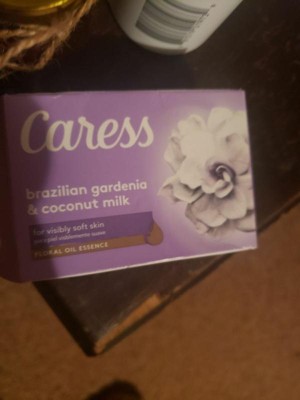 Caress
brazilian gardenia
& coconut milk
for visibly soft skin
FLORAL OIL ESSENCE